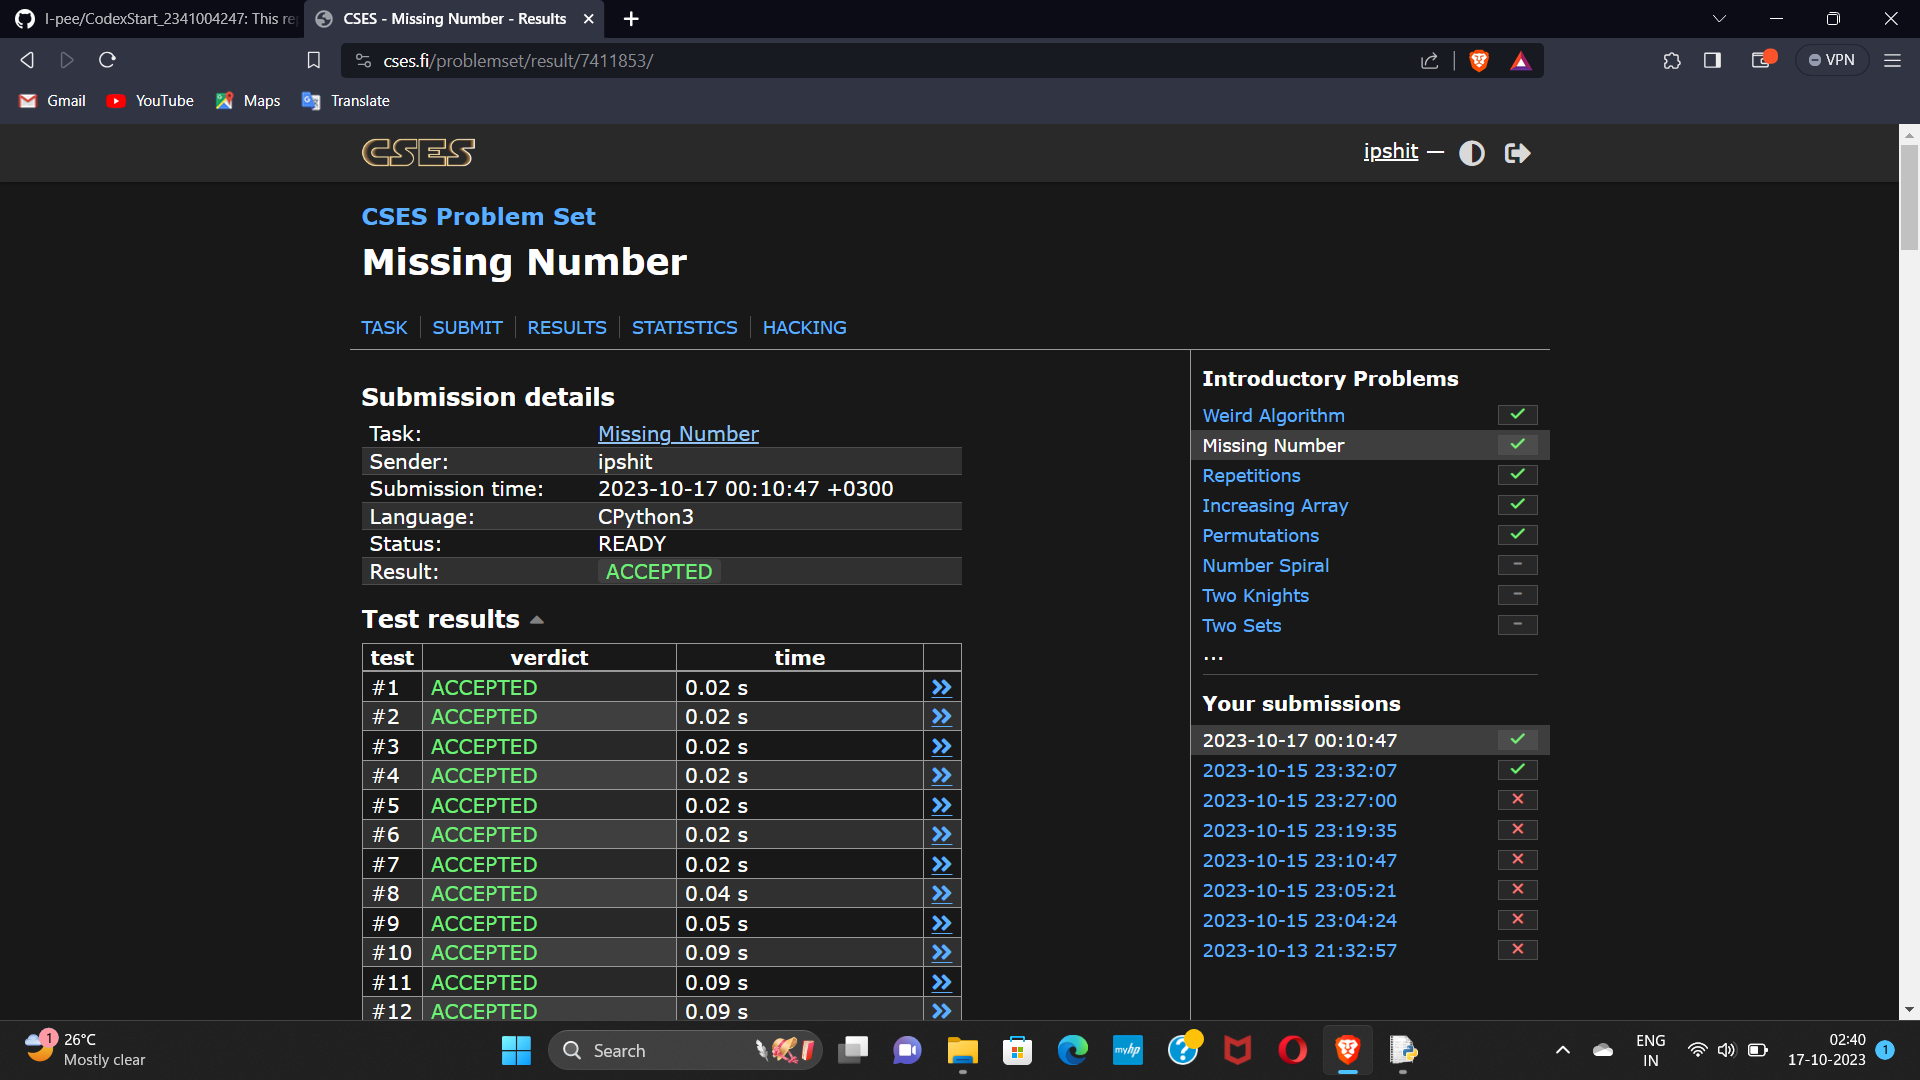 I-pee/CodexStart_2341004247: This re
CSES - Missing Number - Results
cses.fi/problemset/result/7411853/
VPN
Gmail
YouTube
Maps
Translate
CSES
ipshit —
CSES Problem Set
Missing Number
TASK
SUBMIT
RESULTS
STATISTICS
HACKING
Submission details
Task: Missing Number
Sender: ipshit
Submission time: 2023-10-17 00:10:47 +0300
Language: CPython3
Status: READY
Result: ACCEPTED
Test results
test verdict time
#1 ACCEPTED 0.02 s
#2 ACCEPTED 0.02 s
#3 ACCEPTED 0.02 s
#4 ACCEPTED 0.02 s
#5 ACCEPTED 0.02 s
#6 ACCEPTED 0.02 s
#7 ACCEPTED 0.02 s
#8 ACCEPTED 0.04 s
#9 ACCEPTED 0.05 s
#10 ACCEPTED 0.09 s
#11 ACCEPTED 0.09 s
#12 ACCEPTED 0.09 s
Introductory Problems
Weird Algorithm
Missing Number
Repetitions
Increasing Array
Permutations
Number Spiral
Two Knights
Two Sets
...
Your submissions
2023-10-17 00:10:47
2023-10-15 23:32:07
2023-10-15 23:27:00
2023-10-15 23:19:35
2023-10-15 23:10:47
2023-10-15 23:05:21
2023-10-15 23:04:24
2023-10-13 21:32:57
1
26°C
Mostly clear
Search
myhp
ENG
IN
02:40
17-10-2023
1